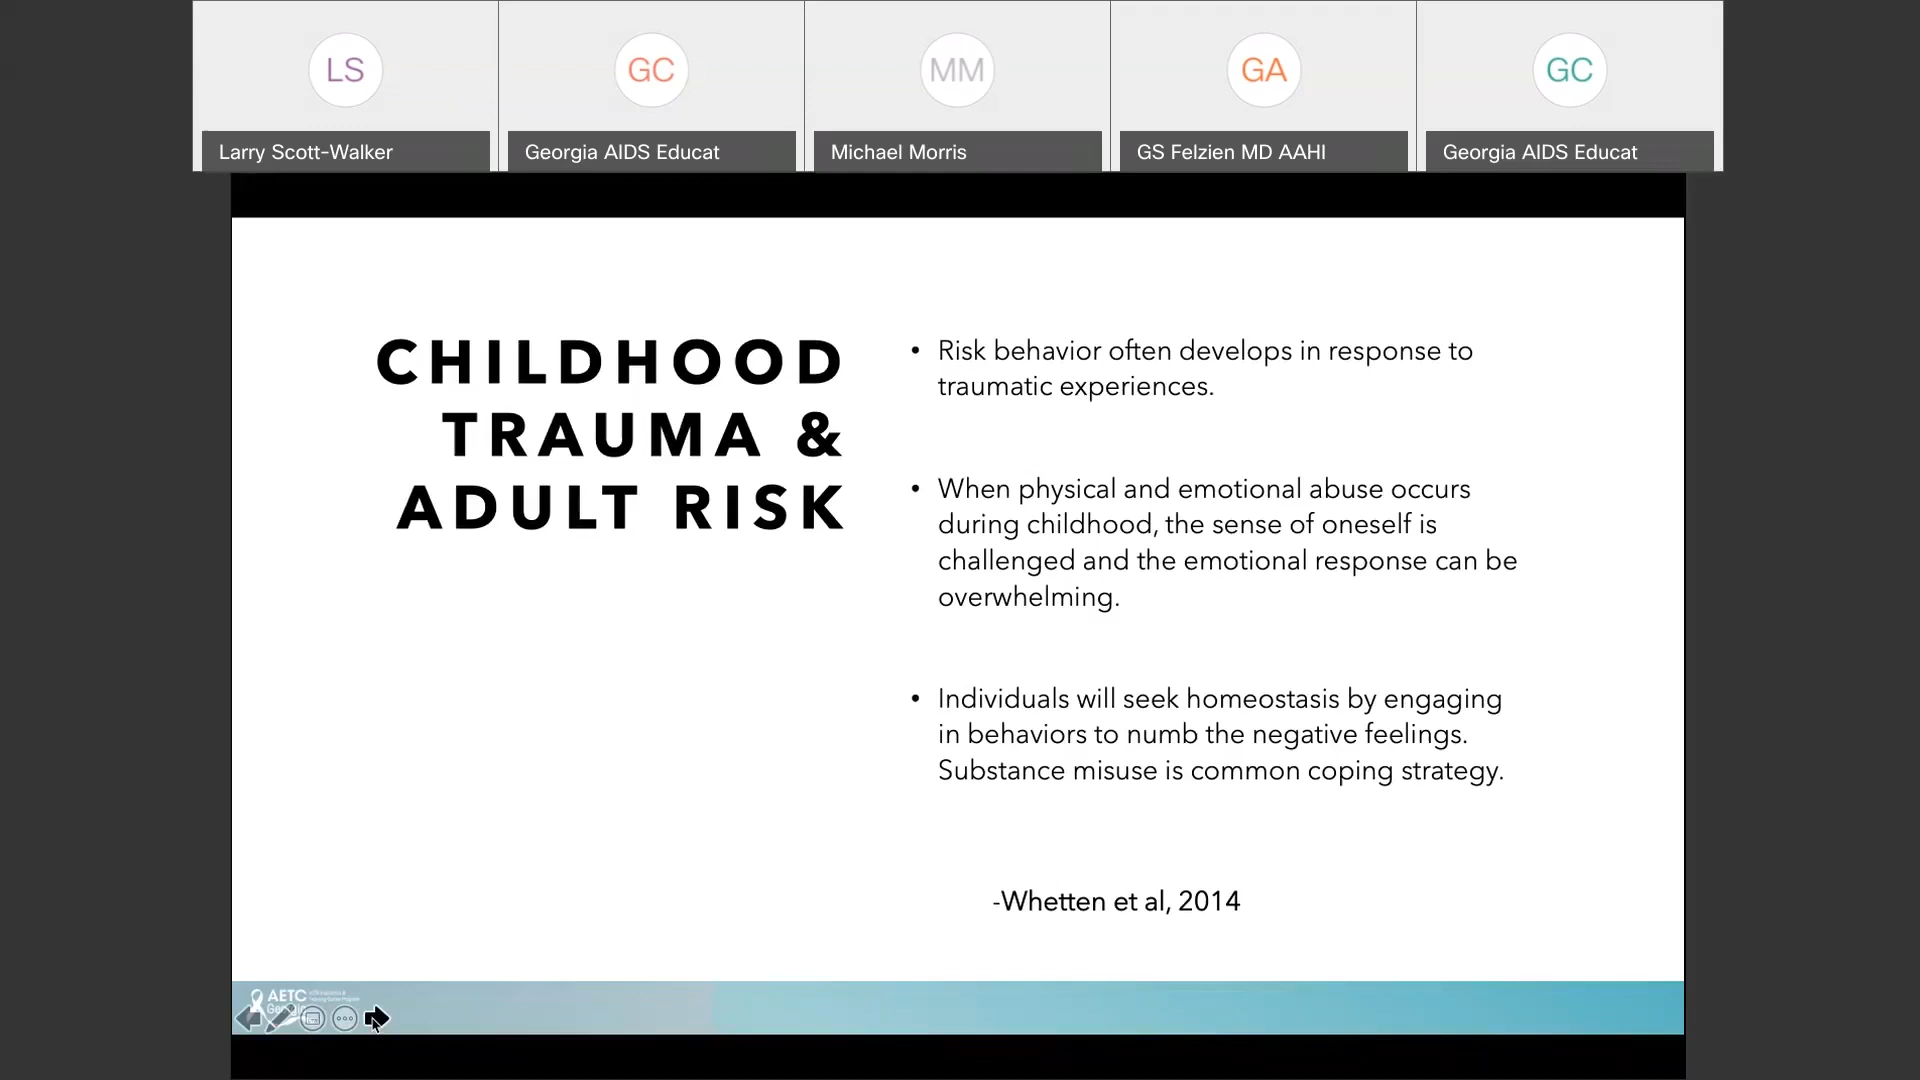 LS
GC
MM
GA
GC
Larry Scott-Walker
Georgia AIDS Educat
Michael Morris
GS Felzien MD AAHI
Georgia AIDS Educat
CHILDHOOD
TRAUMA &
ADULT RISK
• Risk behavior often develops in response to
traumatic experiences.
• When physical and emotional abuse occurs
during childhood, the sense of oneself is
challenged and the emotional response can be
overwhelming.
• Individuals will seek homeostasis by engaging
in behaviors to numb the negative feelings.
Substance misuse is common coping strategy.
-Whetten et al, 2014
AETC